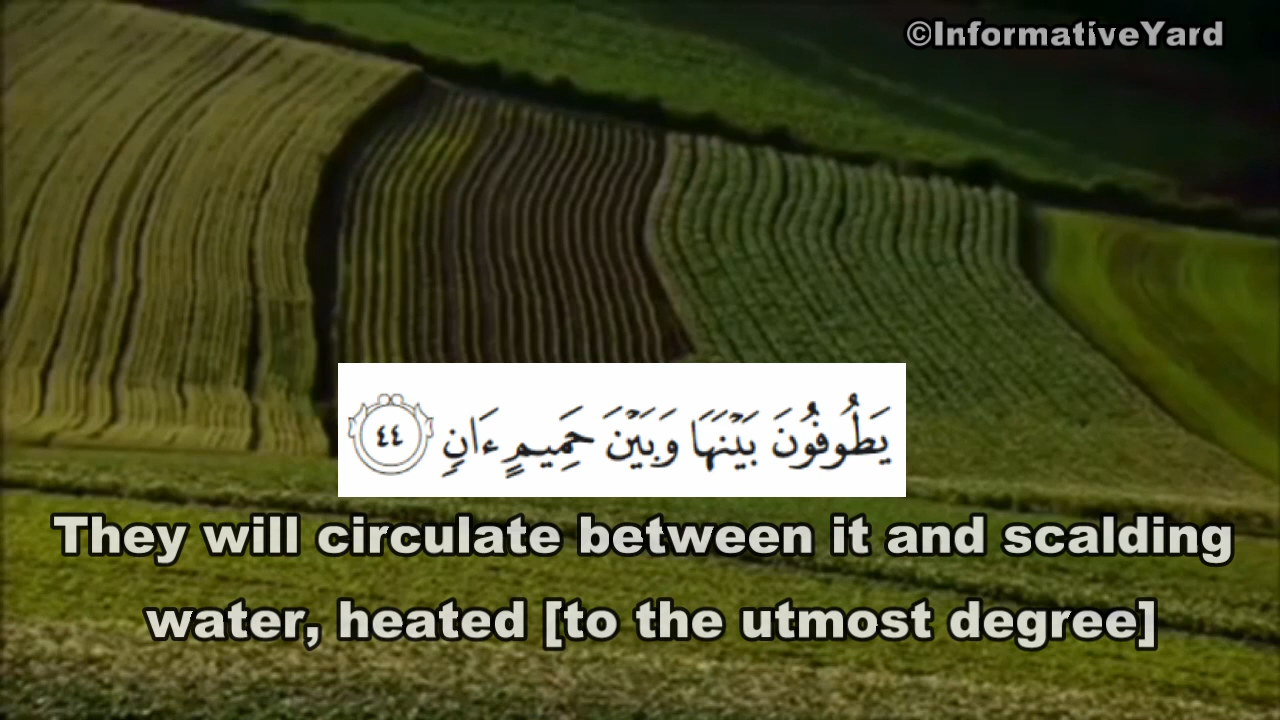 ©InformativeYard
يَطُوفُونَ بَيْنَهَا وَبَيْنَ حَمِيمٍ ءَانٍ ٤٤
They will circulate between it and scalding
water, heated [to the utmost degree]